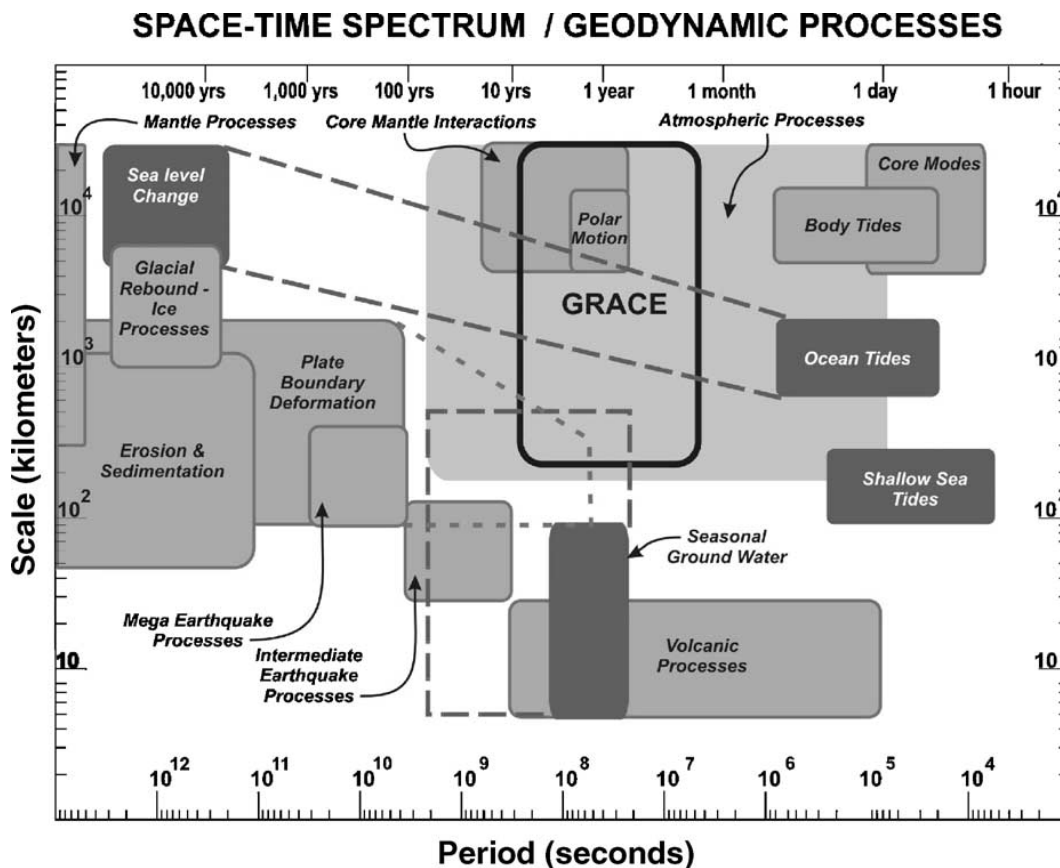 SPACE-TIME SPECTRUM / GEODYNAMIC PROCESSES
10,000 yrs 1,000 yrs 100 yrs 10 yrs 1 year 1 month 1 day 1 hour
Mantle Processes
Core Mantle Interactions
Atmospheric Processes
Sea level
Change
Core Modes
10^4
10^4
Polar
Motion
Body Tides
Glacial
Rebound -
Ice
Processes
GRACE
10^3
10^3
Plate
Boundary
Deformation
Ocean Tides
Erosion &
Sedimentation
Shallow Sea
Tides
10^2
10^2
Seasonal
Ground Water
Mega Earthquake
Processes
Intermediate
Earthquake
Processes
Volcanic
Processes
10
10
Scale (kilometers)
10^12 10^11 10^10 10^9 10^8 10^7 10^6 10^5 10^4
Period (seconds)